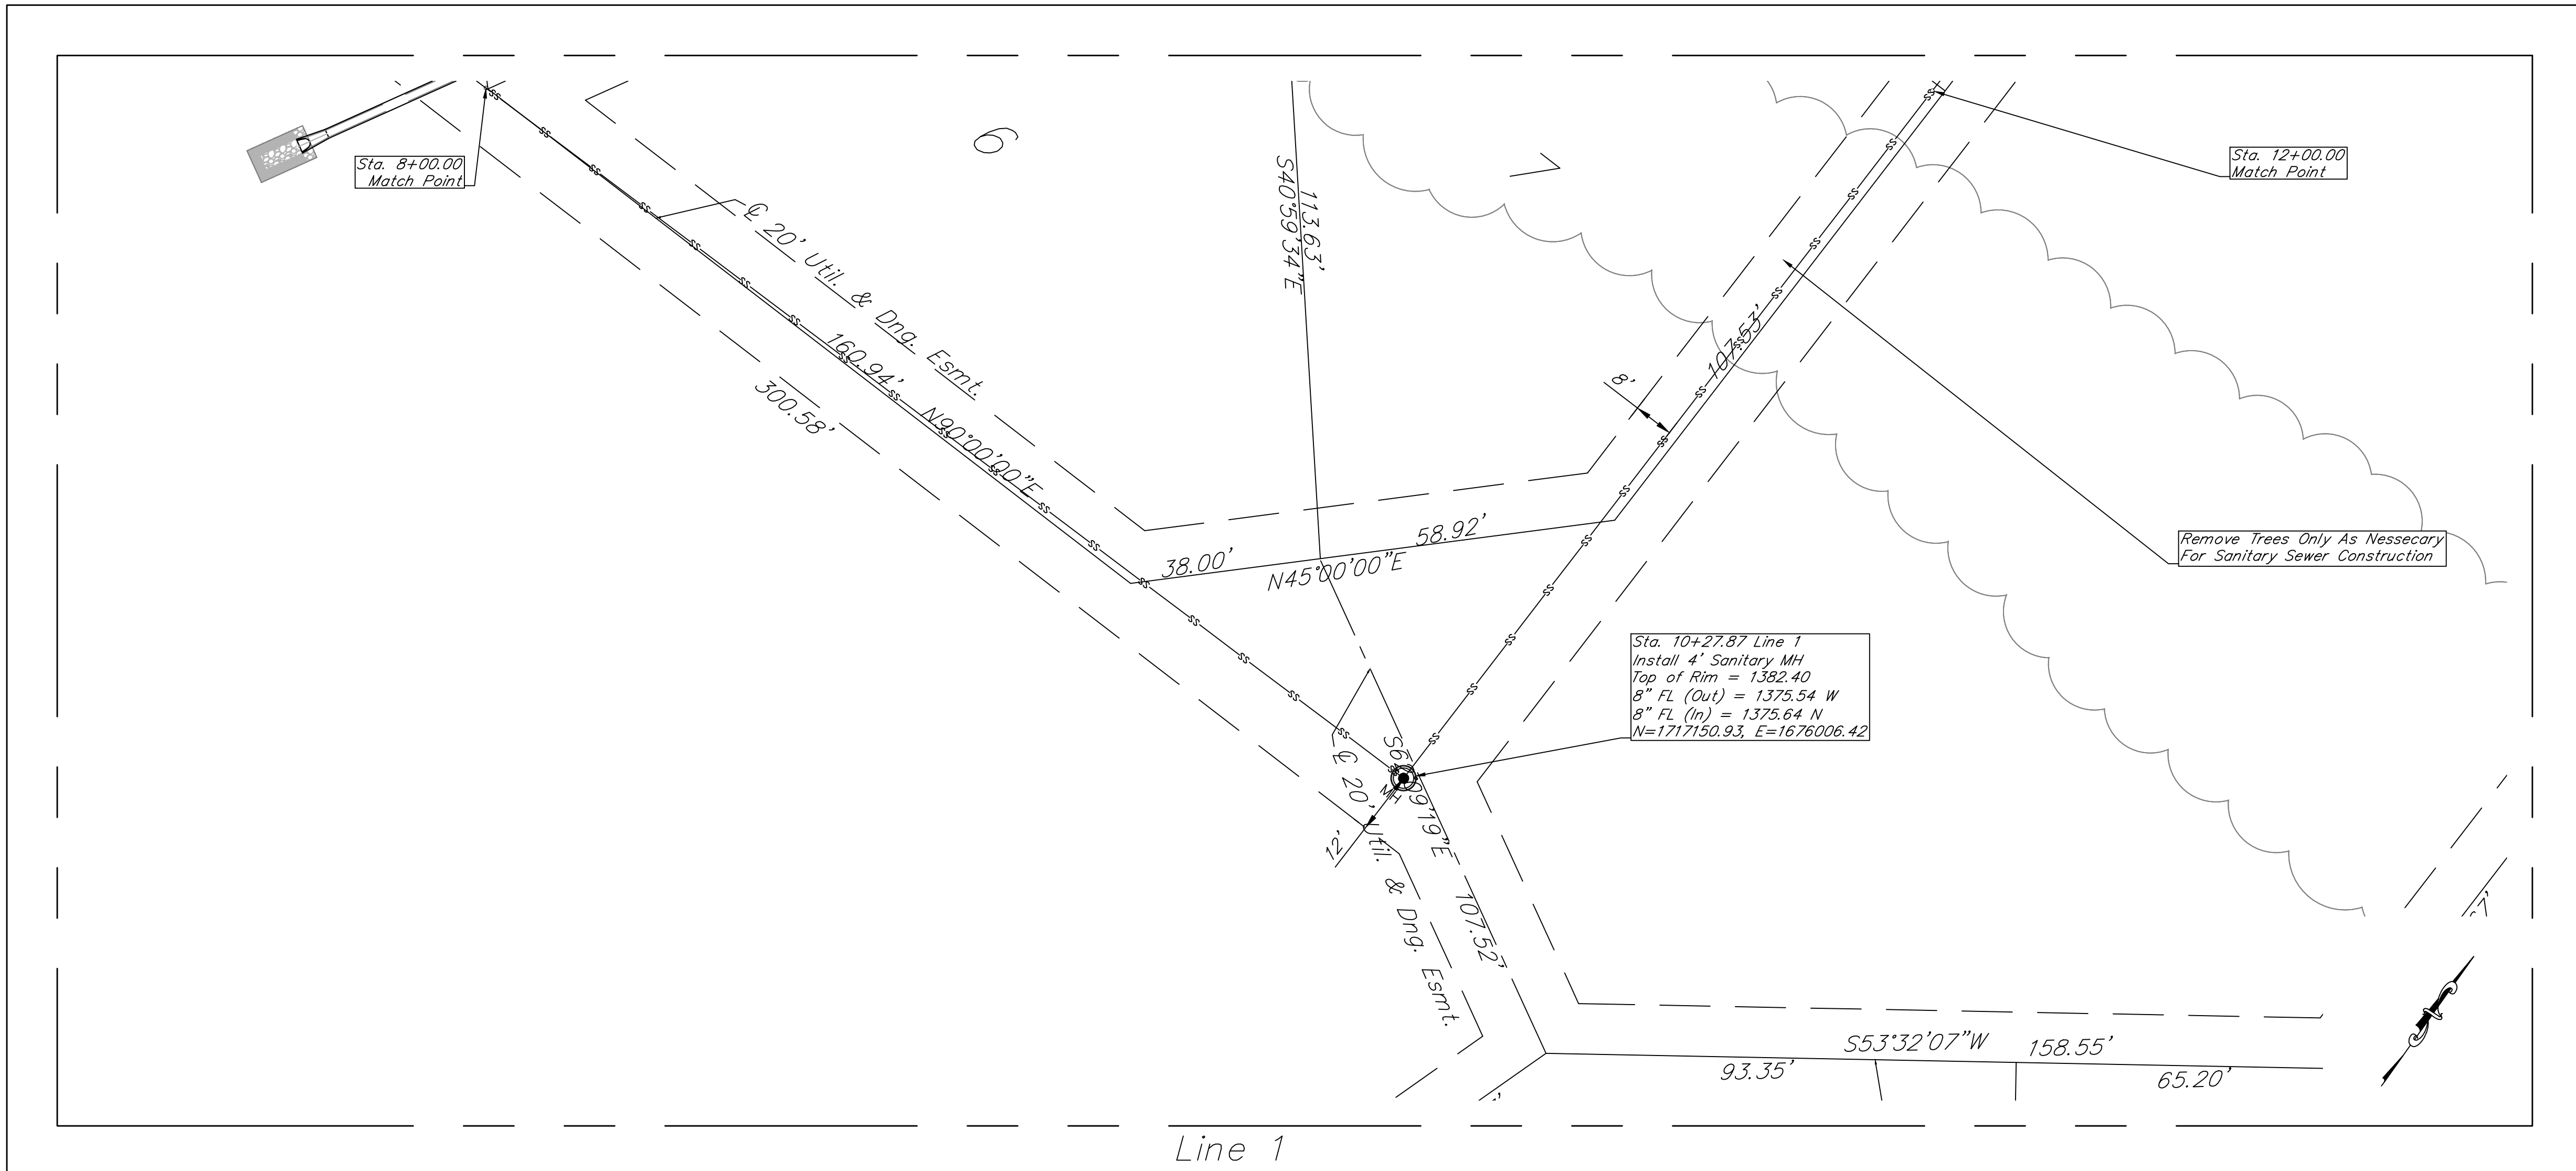 Sta. 8+00.00
Match Point
℄ 20' Util. & Dng. Esmt.
6
7
113.63'
S40°59'34"E
Sta. 12+00.00
Match Point
160.94'
N90°00'00"E
300.58'
107.53'
8'
38.00'
58.92'
N45°00'00"E
Remove Trees Only As Nessecary
For Sanitary Sewer Construction
Sta. 10+27.87 Line 1
Install 4' Sanitary MH
Top of Rim = 1382.40
8" FL (Out) = 1375.54 W
8" FL (In) = 1375.64 N
N=1717150.93, E=1676006.42
MH
12'
℄ 20' Util. & Dng. Esmt.
107.52'
S53°32'07"W
158.55'
93.35'
65.20'
Line 1